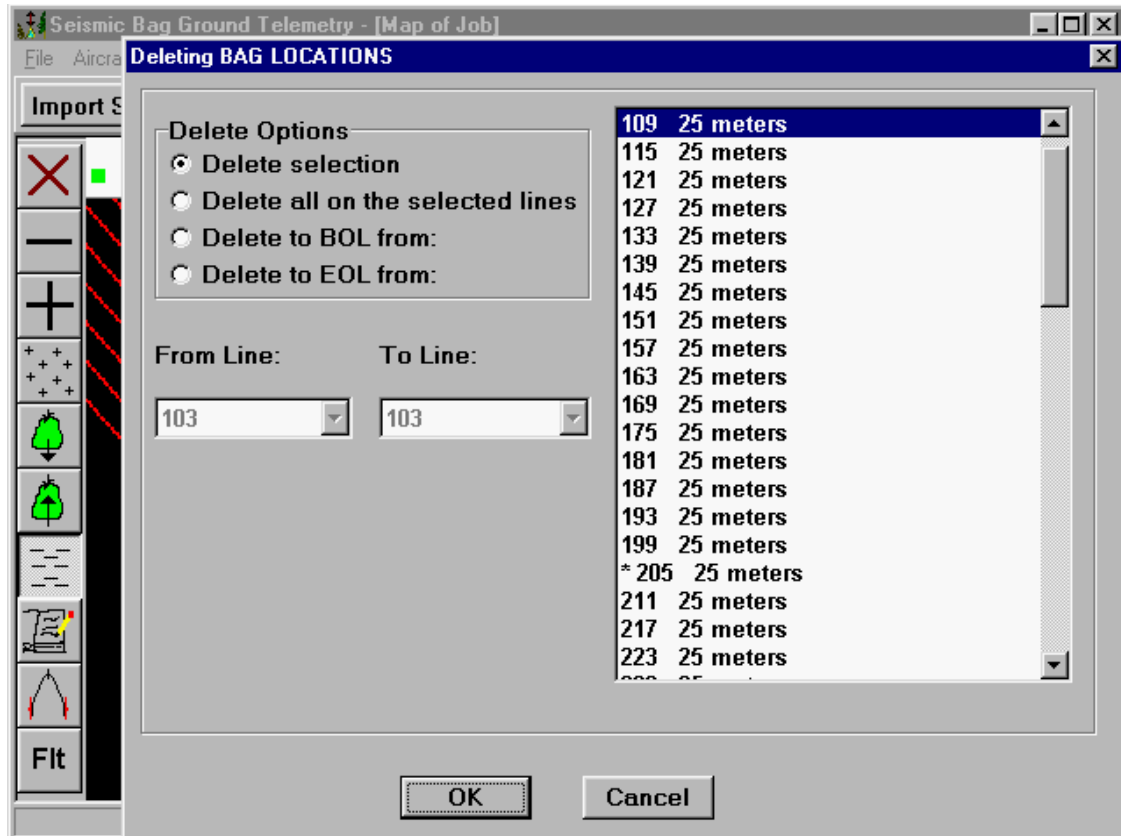 Seismic Bag Ground Telemetry - [Map of Job]
File Aircra
Deleting BAG LOCATIONS
Import S
Delete Options
Delete selection
Delete all on the selected lines
Delete to BOL from:
Delete to EOL from:
From Line: To Line:
103 103
109 25 meters
115 25 meters
121 25 meters
127 25 meters
133 25 meters
139 25 meters
145 25 meters
151 25 meters
157 25 meters
163 25 meters
169 25 meters
175 25 meters
181 25 meters
187 25 meters
193 25 meters
199 25 meters
* 205 25 meters
211 25 meters
217 25 meters
223 25 meters
Flt
OK Cancel